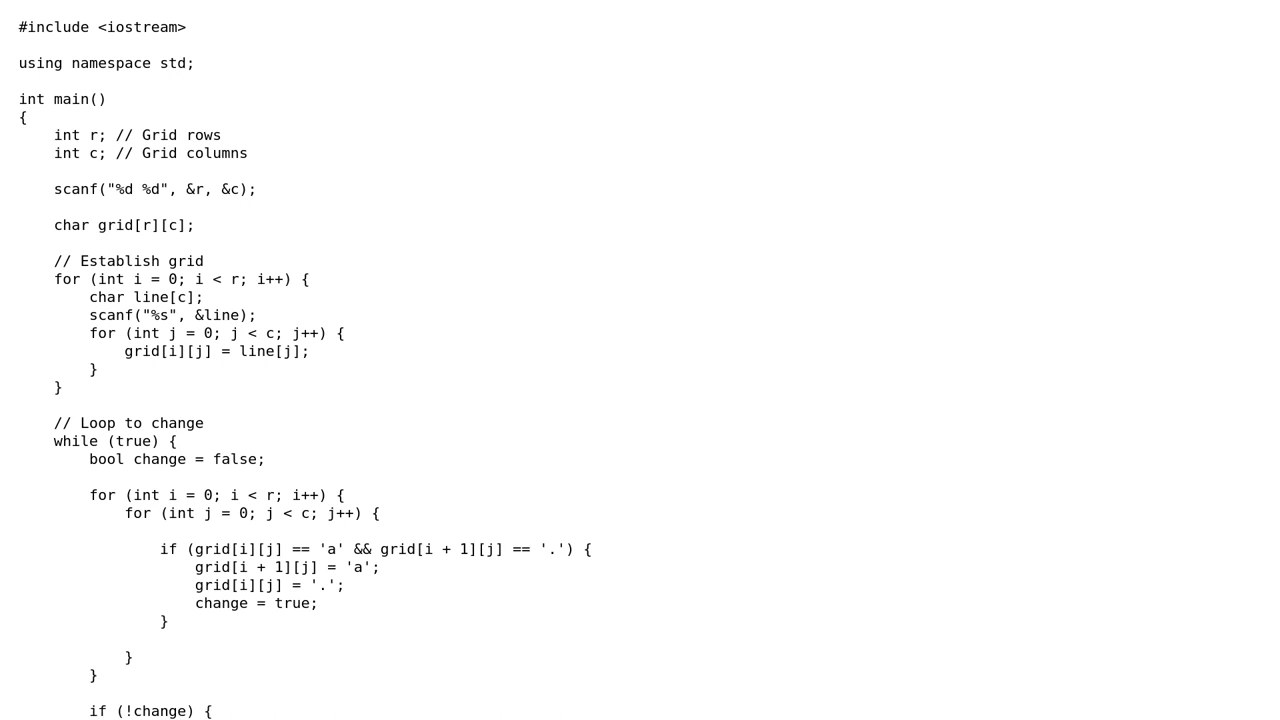 #include <iostream>

using namespace std;

int main()
{
    int r; // Grid rows
    int c; // Grid columns

    scanf("%d %d", &r, &c);

    char grid[r][c];

    // Establish grid
    for (int i = 0; i < r; i++) {
        char line[c];
        scanf("%s", &line);
        for (int j = 0; j < c; j++) {
            grid[i][j] = line[j];
        }
    }

    // Loop to change
    while (true) {
        bool change = false;

        for (int i = 0; i < r; i++) {
            for (int j = 0; j < c; j++) {

                if (grid[i][j] == 'a' && grid[i + 1][j] == '.') {
                    grid[i + 1][j] = 'a';
                    grid[i][j] = '.';
                    change = true;
                }

            }
        }

        if (!change) {